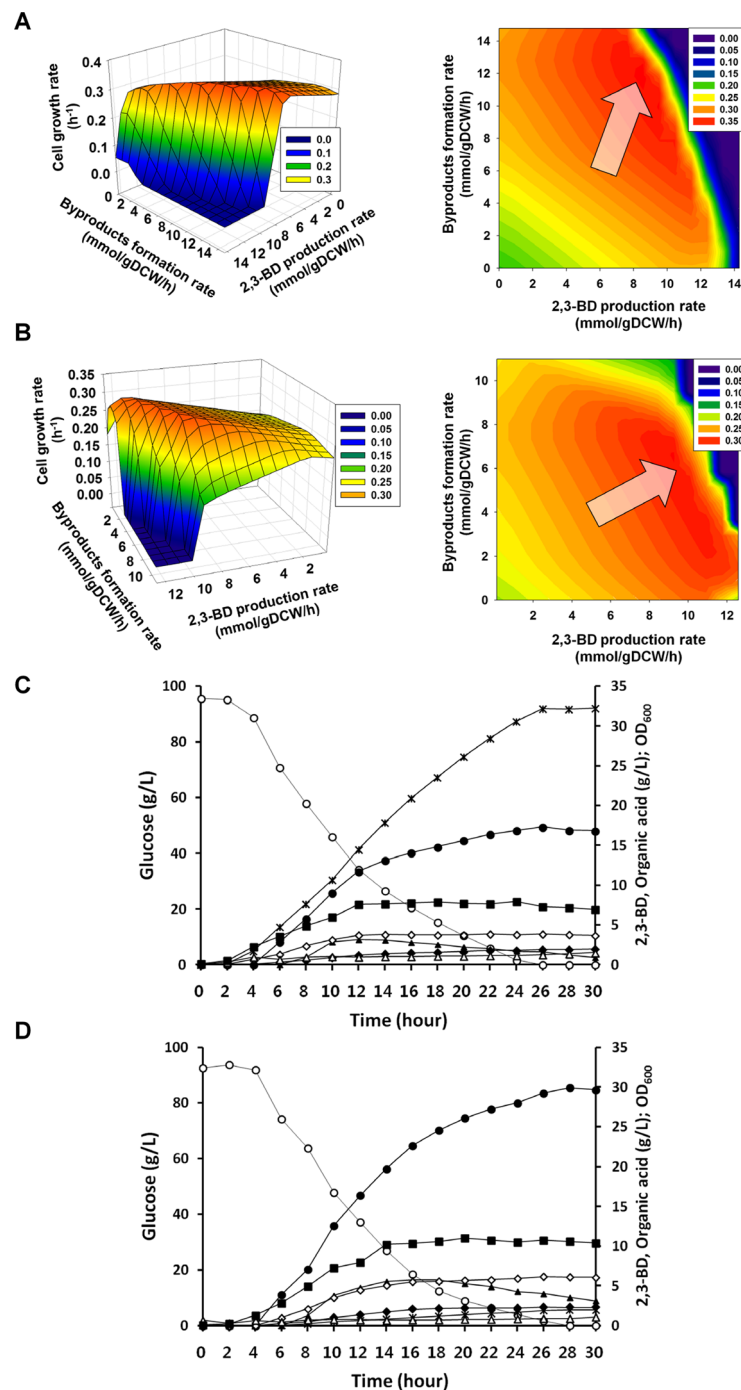 A
0.4
0.3
0.2
0.1
0.0
Cell growth rate
(h-1)
0 2 4 6 8 10 12 14
Byproducts formation rate
(mmol/gDCW/h)
14 12 10 8 6 4 2 0
2,3-BD production rate
(mmol/gDCW/h)
0.0
0.1
0.2
0.3
14
12
10
8
6
4
2
0
Byproducts formation rate
(mmol/gDCW/h)
0 2 4 6 8 10 12 14
2,3-BD production rate
(mmol/gDCW/h)
0.00
0.05
0.10
0.15
0.20
0.25
0.30
0.35
B
0.35
0.30
0.25
0.20
0.15
0.10
0.05
0.00
Cell growth rate
(h-1)
2 4 6 8 10
Byproducts formation rate
(mmol/gDCW/h)
12 10 8 6 4 2
2,3-BD production rate
(mmol/gDCW/h)
0.00
0.05
0.10
0.15
0.20
0.25
0.30
10
8
6
4
2
0
Byproducts formation rate
(mmol/gDCW/h)
2 4 6 8 10 12
2,3-BD production rate
(mmol/gDCW/h)
0.00
0.05
0.10
0.15
0.20
0.25
0.30
C
100
80
60
40
20
0
Glucose (g/L)
35
30
25
20
15
10
5
0
2,3-BD, Organic acid (g/L); OD600
0 2 4 6 8 10 12 14 16 18 20 22 24 26 28 30
Time (hour)
D
100
80
60
40
20
0
Glucose (g/L)
35
30
25
20
15
10
5
0
2,3-BD, Organic acid (g/L); OD600
0 2 4 6 8 10 12 14 16 18 20 22 24 26 28 30
Time (hour)